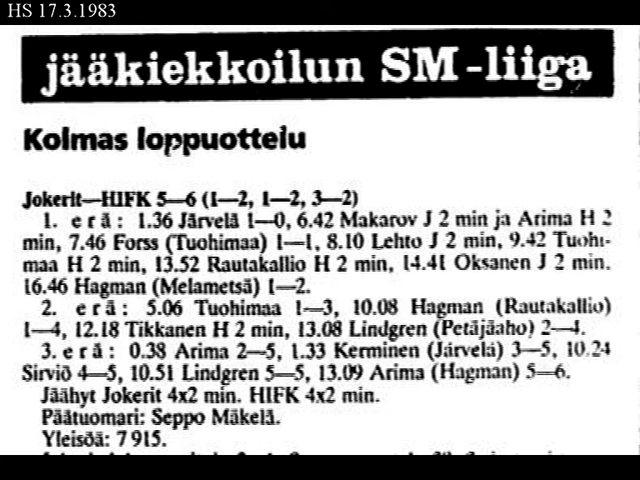 HS 17.3.1983
jääkiekkoilun SM-liiga
Kolmas loppuottelu
Jokerit—HIFK 5—6 (1—2, 1—2, 3—2)
1. erä: 1.36 Järvelä 1—0, 6.42 Makarov J 2 min ja Arima H 2
min, 7.46 Forss (Tuohimaa) 1—1, 8.10 Lehto J 2 min, 9.42 Tuohi-
maa H 2 min, 13.52 Rautakallio H 2 min, 14.41 Oksanen J 2 min.
16.46 Hagman (Melametsä) 1—2.
2. erä: 5.06 Tuohimaa 1—3, 10.08 Hagman (Rautakallio)
1—4, 12.18 Tikkanen H 2 min, 13.08 Lindgren (Petäjäaho) 2—4.
3. erä: 0.38 Arima 2—5, 1.33 Kerminen (Järvelä) 3—5, 10.24
Sirviö 4—5, 10.51 Lindgren 5—5, 13.09 Arima (Hagman) 5—6.
Jäähyt Jokerit 4x2 min. HIFK 4x2 min.
Päätuomari: Seppo Mäkelä.
Yleisöä: 7915.